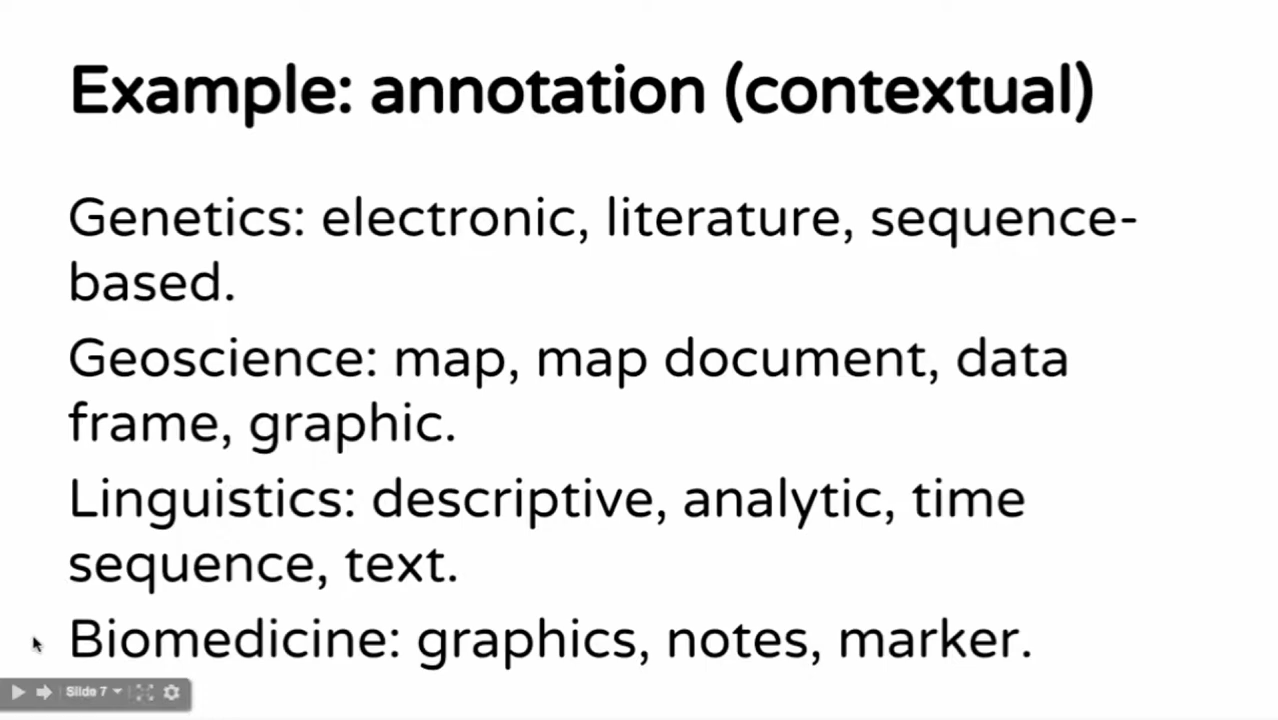 Example: annotation (contextual)
Genetics: electronic, literature, sequence-
based.
Geoscience: map, map document, data
frame, graphic.
Linguistics: descriptive, analytic, time
sequence, text.
Biomedicine: graphics, notes, marker.
Slide 7